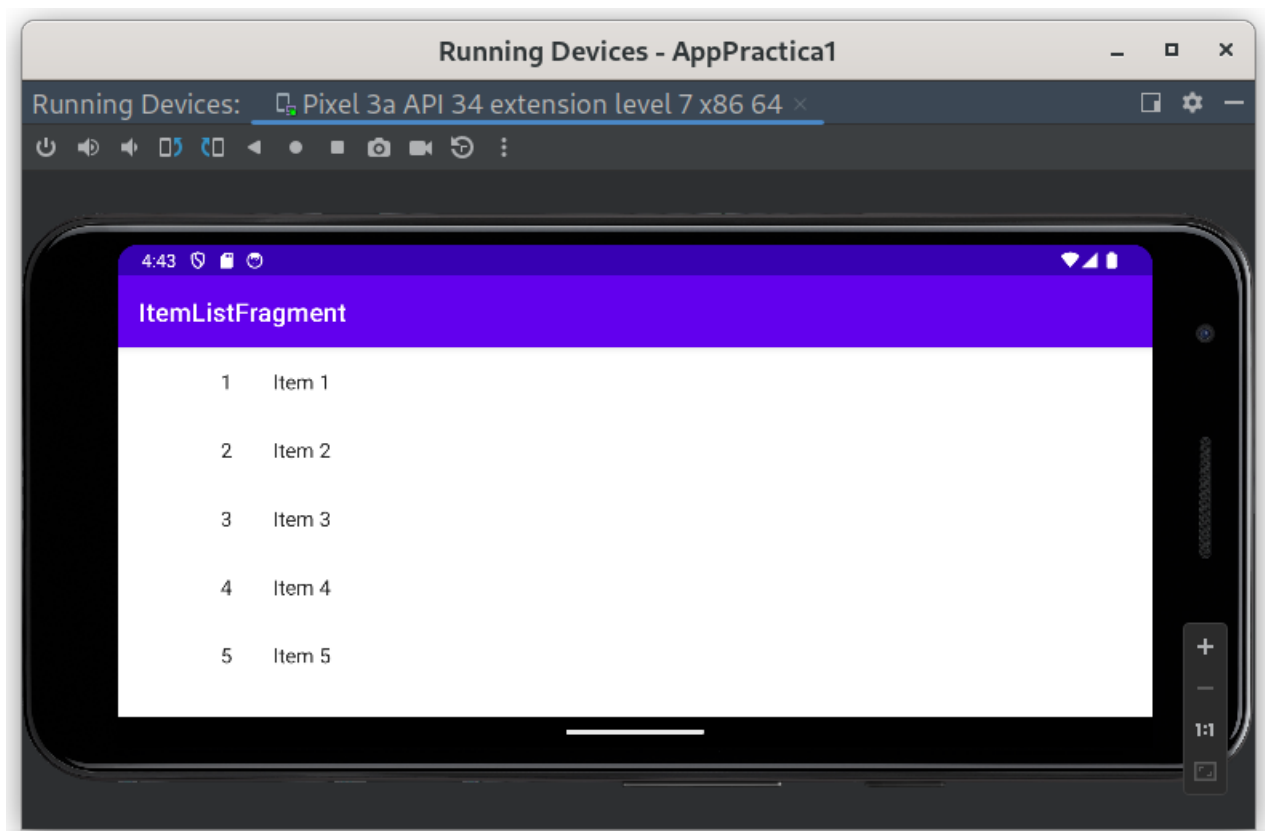 Running Devices - AppPractica1
Running Devices: Pixel 3a API 34 extension level 7 x86 64
4:43
ItemListFragment
1 Item 1
2 Item 2
3 Item 3
4 Item 4
5 Item 5
1:1